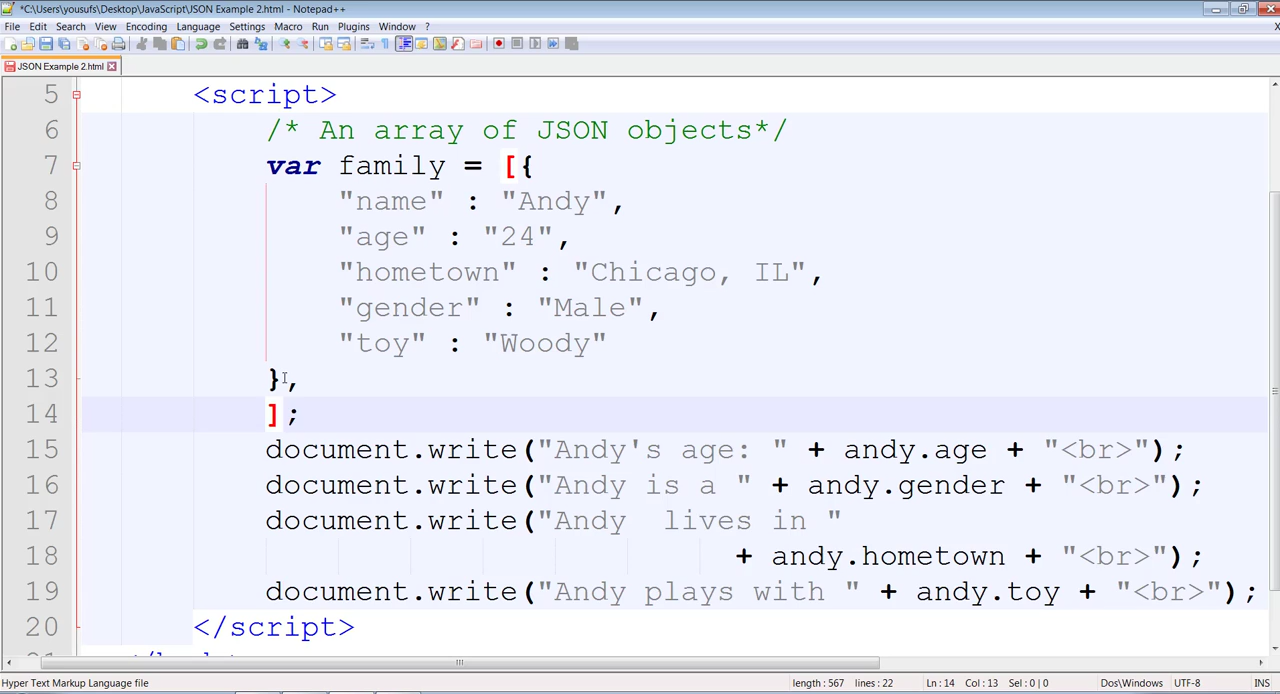 *C:\Users\yousufs\Desktop\JavaScript\JSON Example 2.html - Notepad++
File Edit Search View Encoding Language Settings Macro Run Plugins Window ?
X
JSON Example 2.html
5 <script>
6 /* An array of JSON objects*/
7 var family = [{
8 "name" : "Andy",
9 "age" : "24",
10 "hometown" : "Chicago, IL",
11 "gender" : "Male",
12 "toy" : "Woody"
13 },
14 ];
15 document.write("Andy's age: " + andy.age + "<br>");
16 document.write("Andy is a " + andy.gender + "<br>");
17 document.write("Andy  lives in "
18 + andy.hometown + "<br>");
19 document.write("Andy plays with " + andy.toy + "<br>");
20 </script>
Hyper Text Markup Language file length: 567 lines: 22 Ln: 14 Col: 13 Sel: 0 | 0 Dos\Windows UTF-8 INS